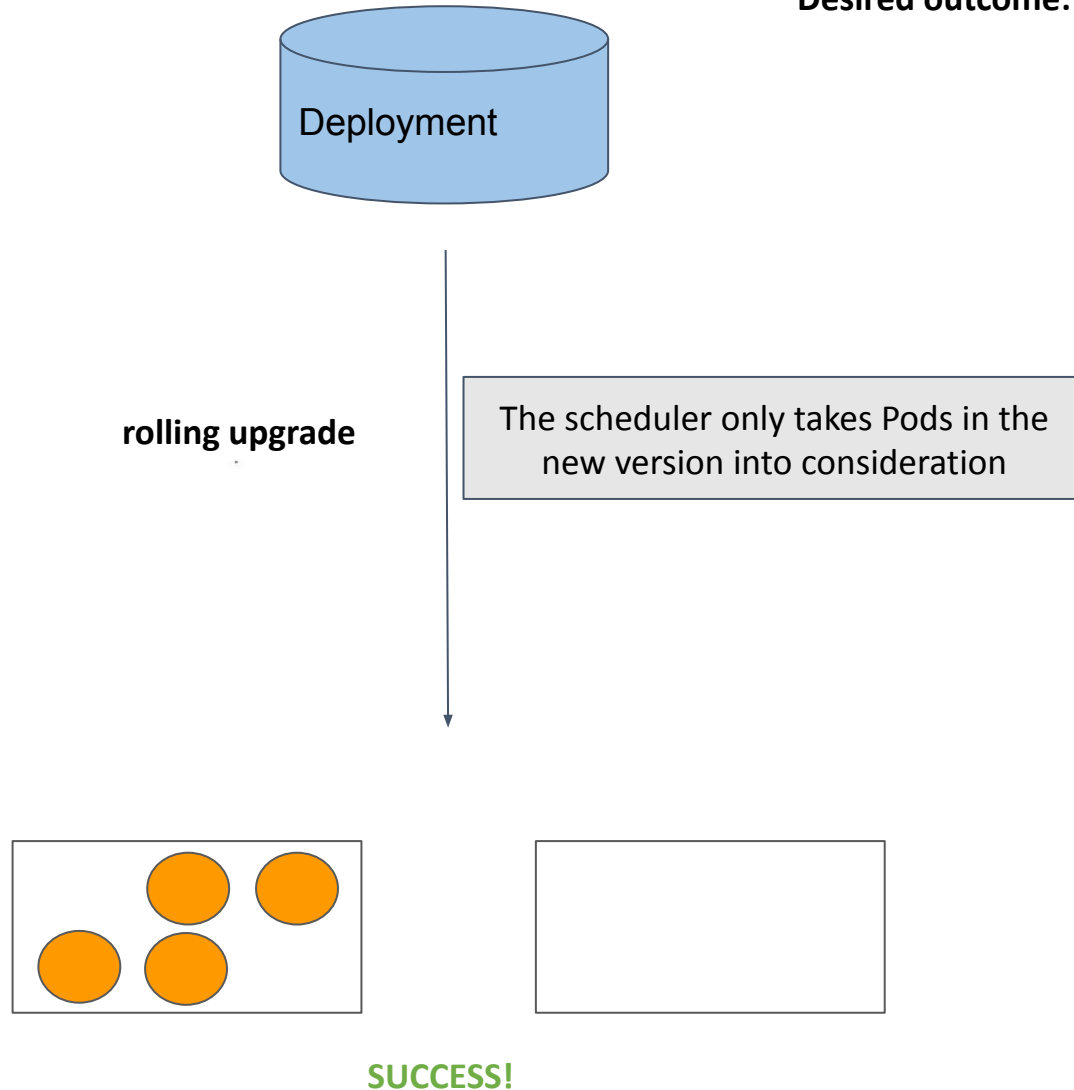 Desired outcome:
Deployment
rolling upgrade
The scheduler only takes Pods in the
new version into consideration
SUCCESS!